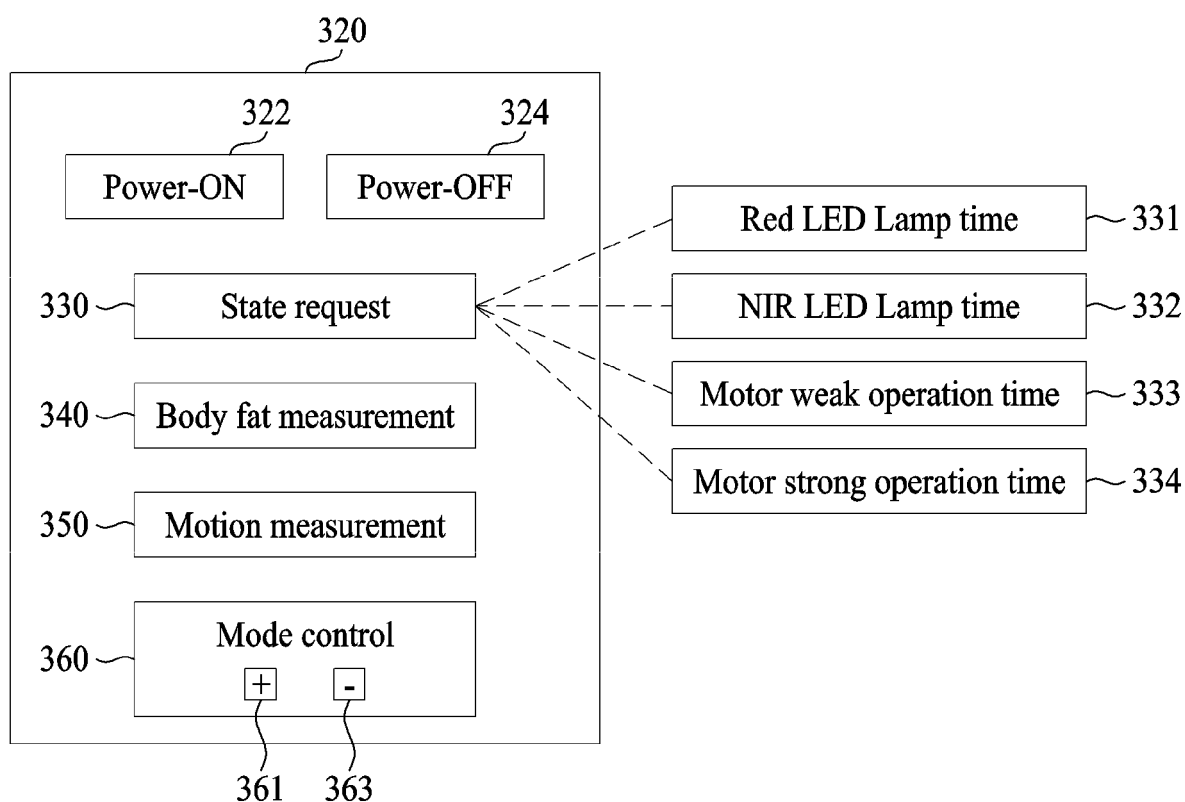 320
322
324
Power-ON
Power-OFF
Red LED Lamp time
331
330
State request
NIR LED Lamp time
332
Motor weak operation time
333
340
Body fat measurement
Motor strong operation time
334
350
Motion measurement
360
Mode control
+
-
361
363